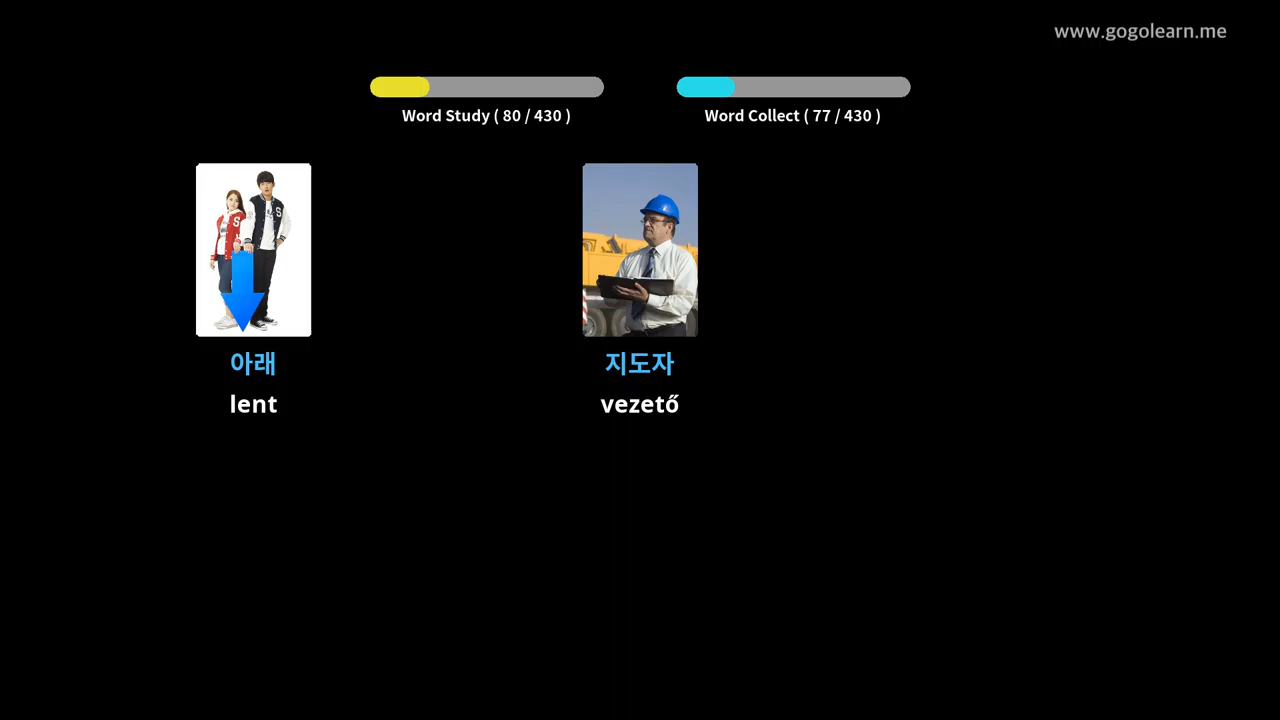 www.gogolearn.me
Word Study ( 80 / 430 )
Word Collect ( 77 / 430 )
S
S
아래
지도자
lent
vezető